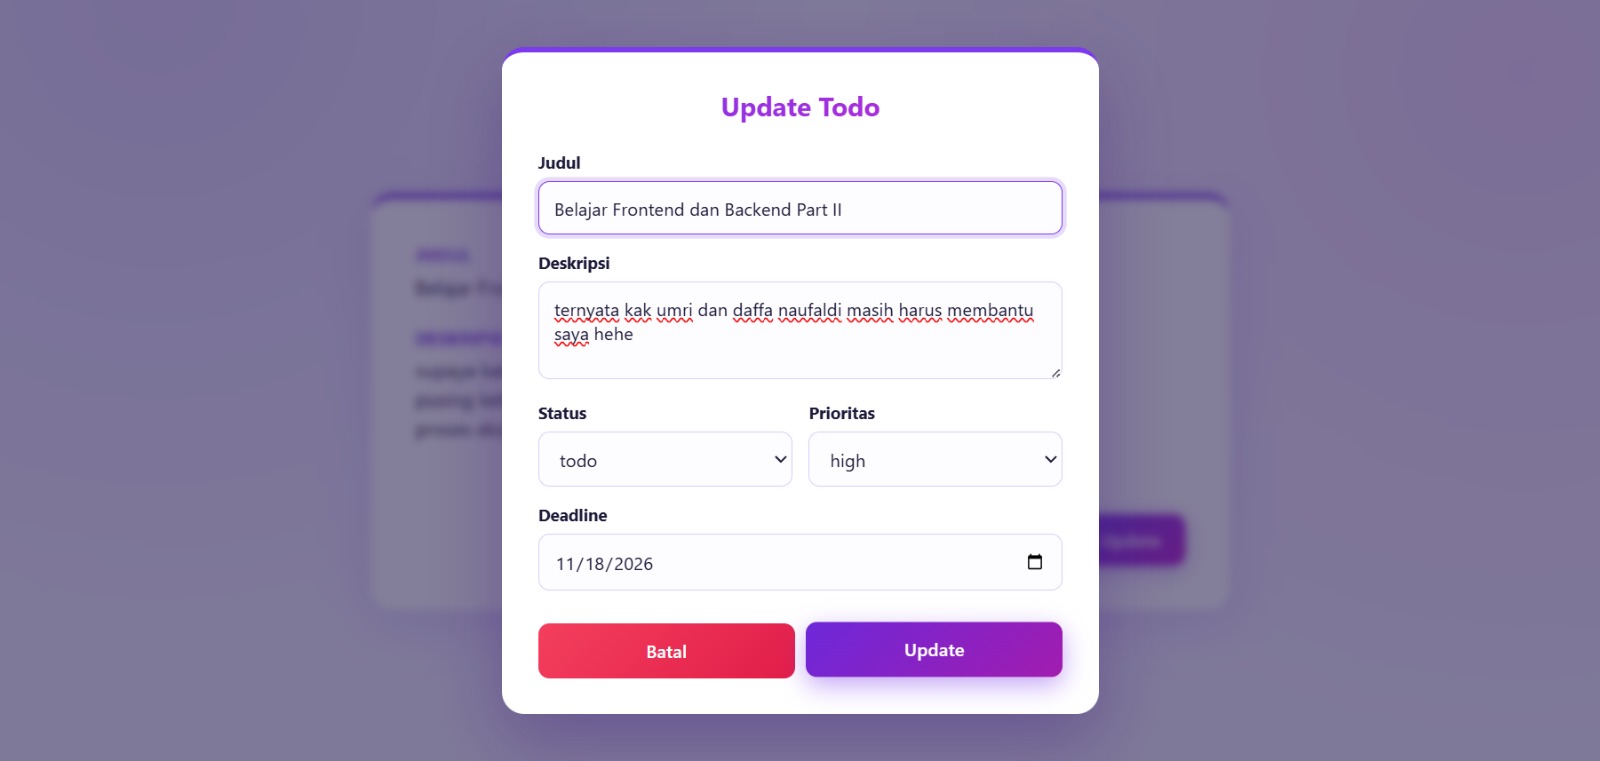 Update Todo
Judul
Belajar Frontend dan Backend Part II
Deskripsi
ternyata kak umri dan daffa naufaldi masih harus membantu
saya hehe
Status
Prioritas
todo
high
Deadline
11/18/2026
Batal
Update